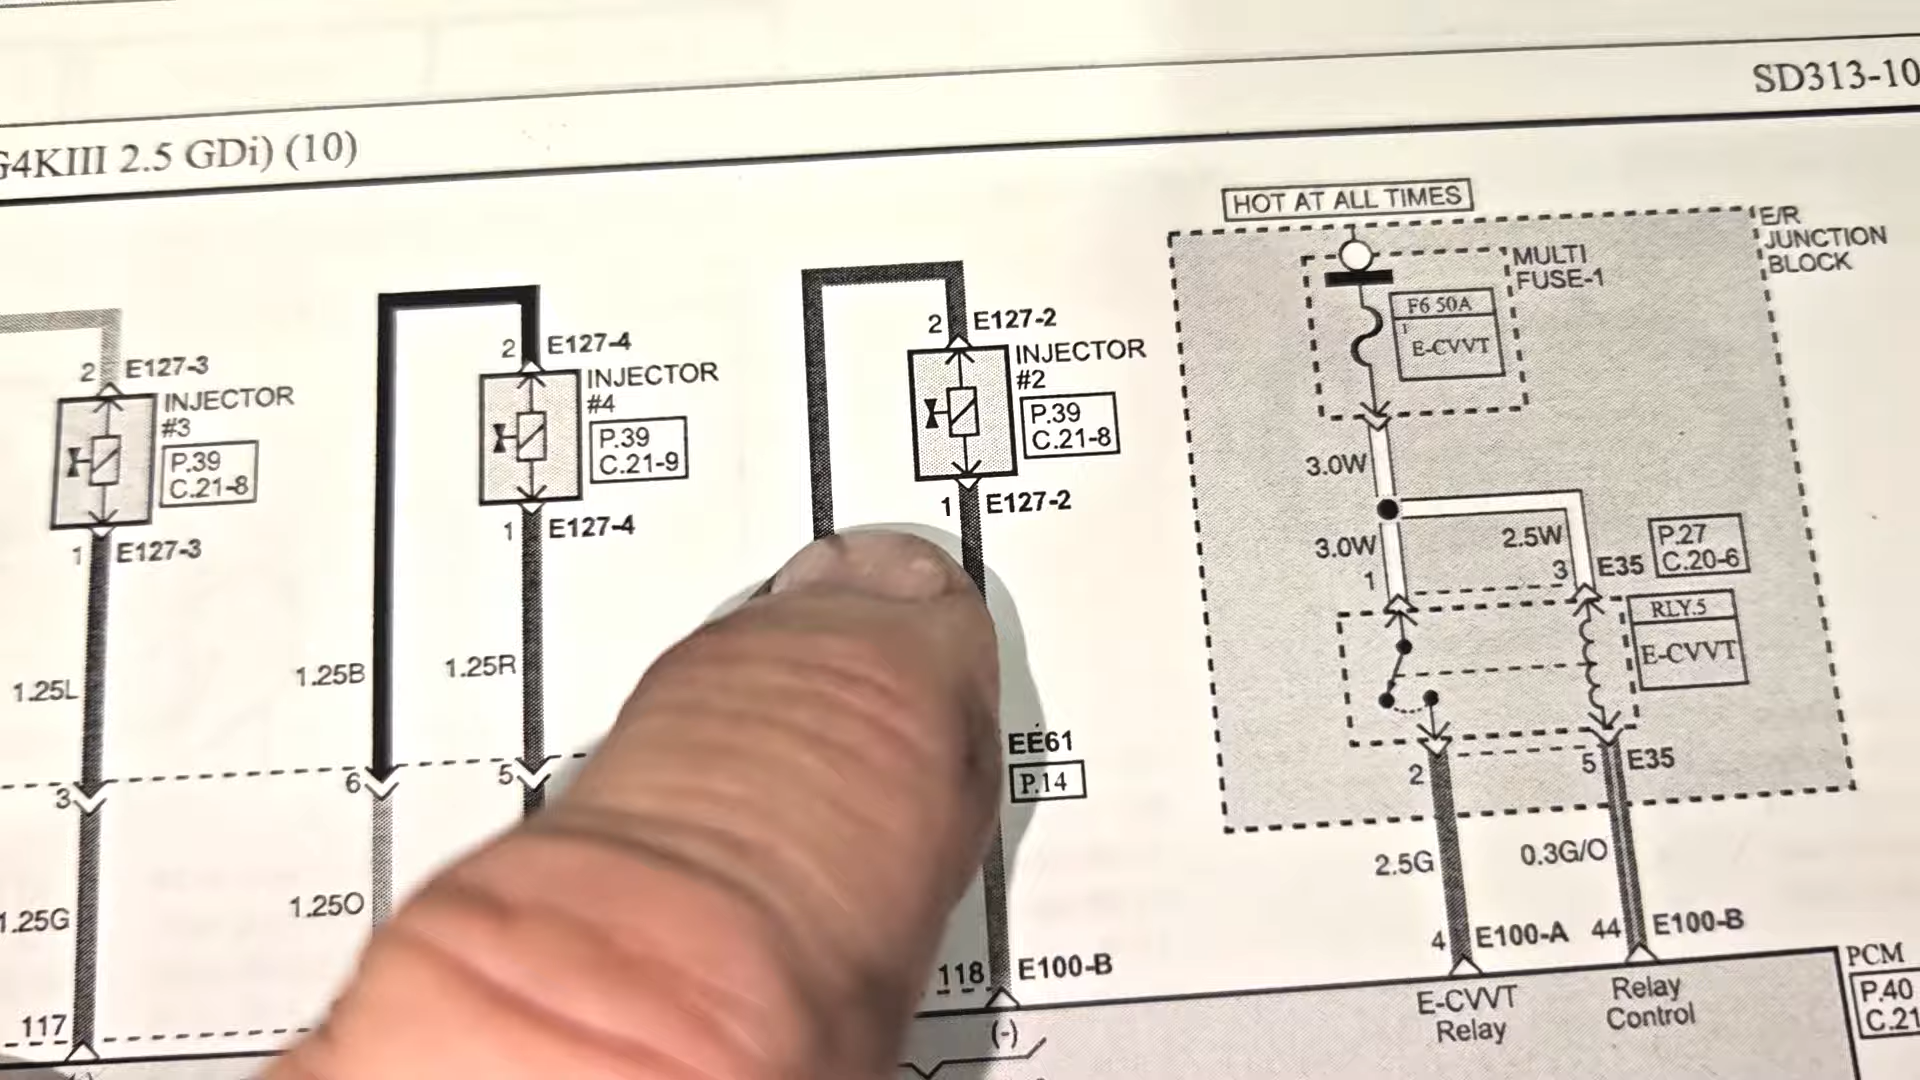 SD313-10
G4KIII 2.5 GDi) (10)
HOT AT ALL TIMES
E/R
JUNCTION
BLOCK
MULTI
FUSE-1
F6 50A
1
E-CVVT
2 E127-3
INJECTOR
#3
P.39
C.21-8
1 E127-3
2 E127-4
INJECTOR
#4
P.39
C.21-9
1 E127-4
2 E127-2
INJECTOR
#2
P.39
C.21-8
1 E127-2
3.0W
3.0W
2.5W
1
3 E35
P.27
C.20-6
RLY.5
E-CVVT
1.25L
1.25B
1.25R
3
6
5
EE61
P.14
2
5 E35
1.25G
1.25O
2.5G
0.3G/O
117
118 E100-B
(-)
4 E100-A
44 E100-B
E-CVVT
Relay
Relay
Control
PCM
P.40